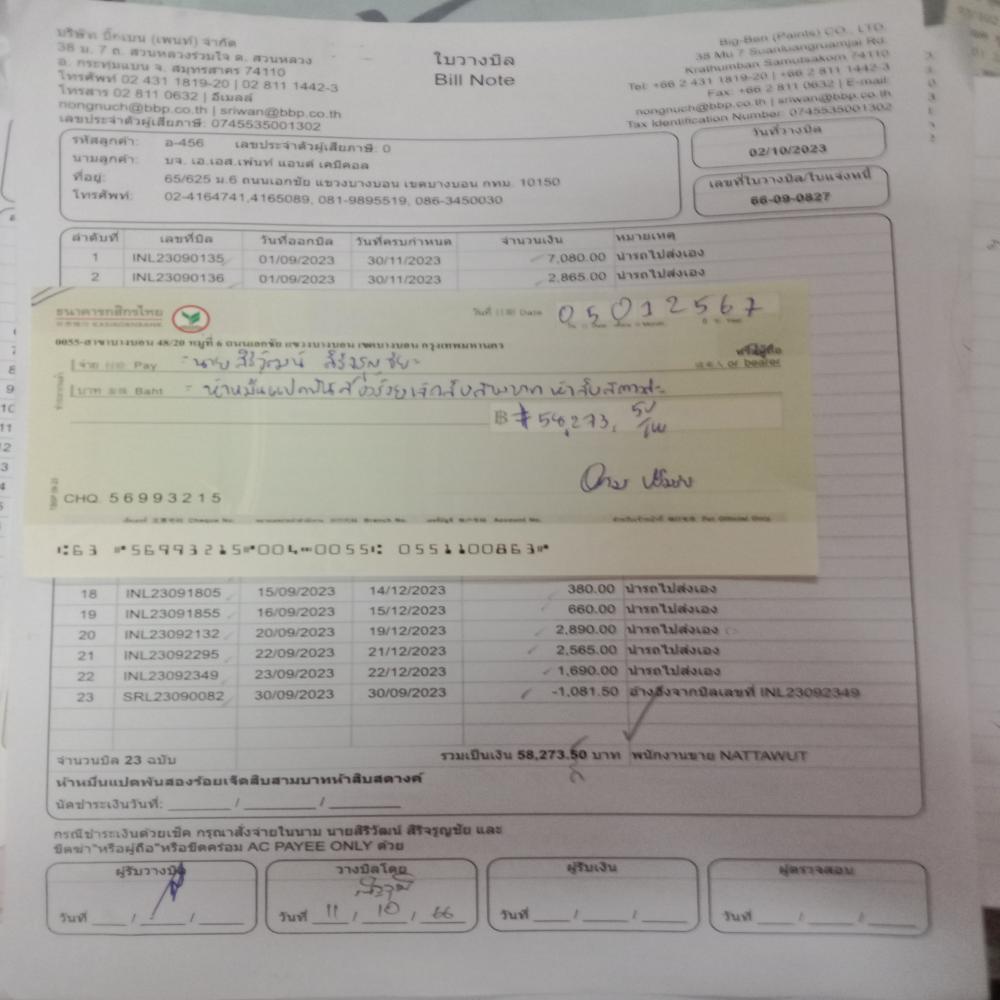 บริษัท บิ๊กเบน (เพนท์) จำกัด
38 ม. 7 ถ. สวนหลวงร่วมใจ ต. สวนหลวง
อ. กระทุ่มแบน จ. สมุทรสาคร 74110
โทรศัพท์ 02 431 1819-20 | 02 811 1442-3
โทรสาร 02 811 0632 | อีเมลล์
nongnuch@bbp.co.th | sriwan@bbp.co.th
เลขประจำตัวผู้เสียภาษี: 0745535001302
ใบวางบิล
Bill Note
Big-Ben (Paints) CO., LTD.
38 Mu 7 Suanluangruamjai Rd.
Krathumban Samutsakorn 74110
Tel: +66 2 431 1819-20 | +66 2 811 1442-3
Fax: +66 2 811 0632 | E-mail:
nongnuch@bbp.co.th | sriwan@bbp.co.th
Tax Identification Number: 0745535001302
รหัสลูกค้า: อ-456 เลขประจำตัวผู้เสียภาษี: 0
นามลูกค้า: บจ. เอ.เอส.เพ้นท์ แอนด์ เคมิคอล
ที่อยู่: 65/625 ม.6 ถนนเอกชัย แขวงบางบอน เขตบางบอน กทม. 10150
โทรศัพท์: 02-4164741,4165089, 081-9895519, 086-3450030
วันที่วางบิล
02/10/2023
เลขที่ใบวางบิล/ใบแจ้งหนี้
66-09-0827
ลำดับที่ เลขที่บิล วันที่ออกบิล วันที่ครบกำหนด จำนวนเงิน หมายเหตุ
1 INL23090135 01/09/2023 30/11/2023 7,080.00 นำรถไปส่งเอง
2 INL23090136 01/09/2023 30/11/2023 2,865.00 นำรถไปส่งเอง
ธนาคารกสิกรไทย
KASIKORNBANK
วันที่ Date 05012567
0055-สาขาบางบอน 48/20 หมู่ที่ 6 ถนนเอกชัย แขวงบางบอน เขตบางบอน กรุงเทพมหานคร
จ่าย Pay นายสิริวัฒน์ สิริจรูญชัย
หรือผู้ถือ
or bearer
บาท Baht ห้าหมื่นแปดพันสองร้อยเจ็ดสิบสามบาทห้าสิบสตางค์
฿ 58,273.50
CHQ. 56993215
Cheque No. Branch No. Account No. For Official Only
⑆63 ⑈56993215⑈004⑉0055⑆ 0551100863⑈
18 INL23091805 15/09/2023 14/12/2023 380.00 นำรถไปส่งเอง
19 INL23091855 16/09/2023 15/12/2023 660.00 นำรถไปส่งเอง
20 INL23092132 20/09/2023 19/12/2023 2,890.00 นำรถไปส่งเอง
21 INL23092295 22/09/2023 21/12/2023 2,565.00 นำรถไปส่งเอง
22 INL23092349 23/09/2023 22/12/2023 1,690.00 นำรถไปส่งเอง
23 SRL23090082 30/09/2023 30/09/2023 -1,081.50 อ้างอิงจากบิลเลขที่ INL23092349
จำนวนบิล 23 ฉบับ รวมเป็นเงิน 58,273.50 บาท พนักงานขาย NATTAWUT
ห้าหมื่นแปดพันสองร้อยเจ็ดสิบสามบาทห้าสิบสตางค์
นัดชำระเงินวันที่: ______ / ______ / ______
กรณีชำระเงินด้วยเช็ค กรุณาสั่งจ่ายในนาม นายสิริวัฒน์ สิริจรูญชัย และ
ขีดฆ่า"หรือผู้ถือ"หรือขีดคร่อม AC PAYEE ONLY ด้วย
ผู้รับวางบิล วางบิลโดย ผู้รับเงิน ผู้ตรวจสอบ
วันที่ ___/___/___ วันที่ 11 / 10 / 66 วันที่ ___/___/___ วันที่ ___/___/___